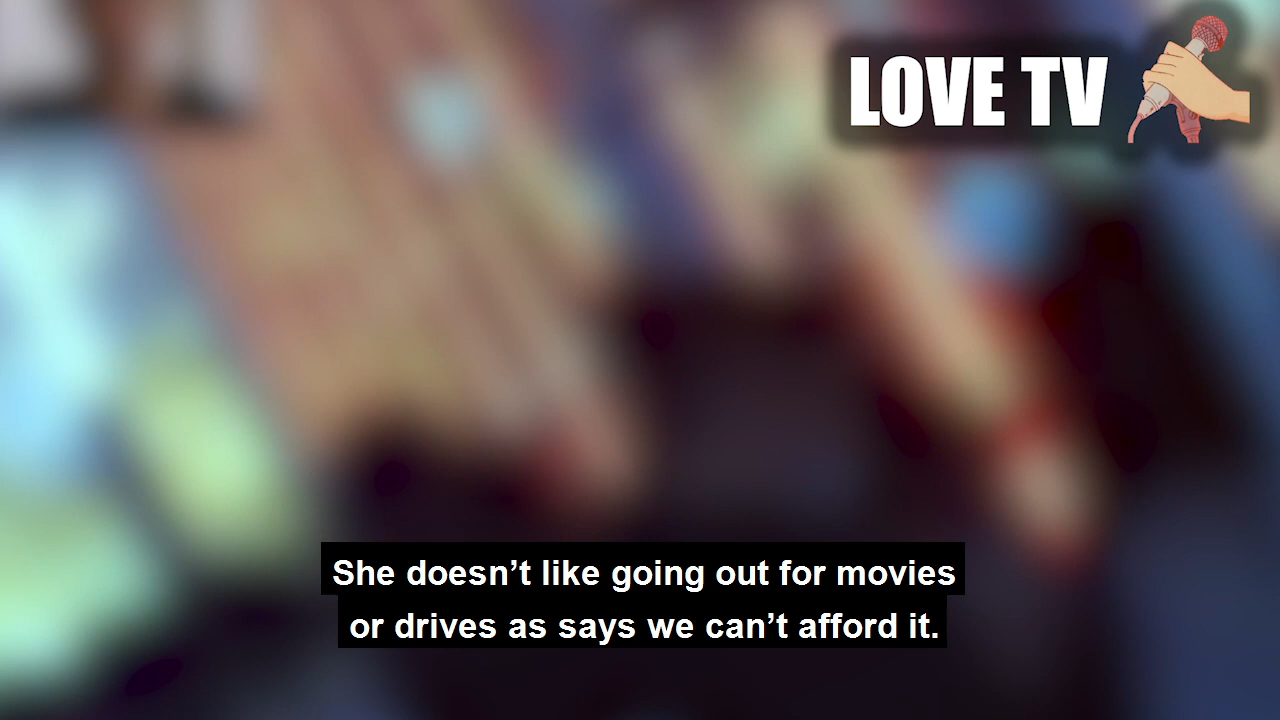 LOVE TV
She doesn’t like going out for movies
or drives as says we can’t afford it.